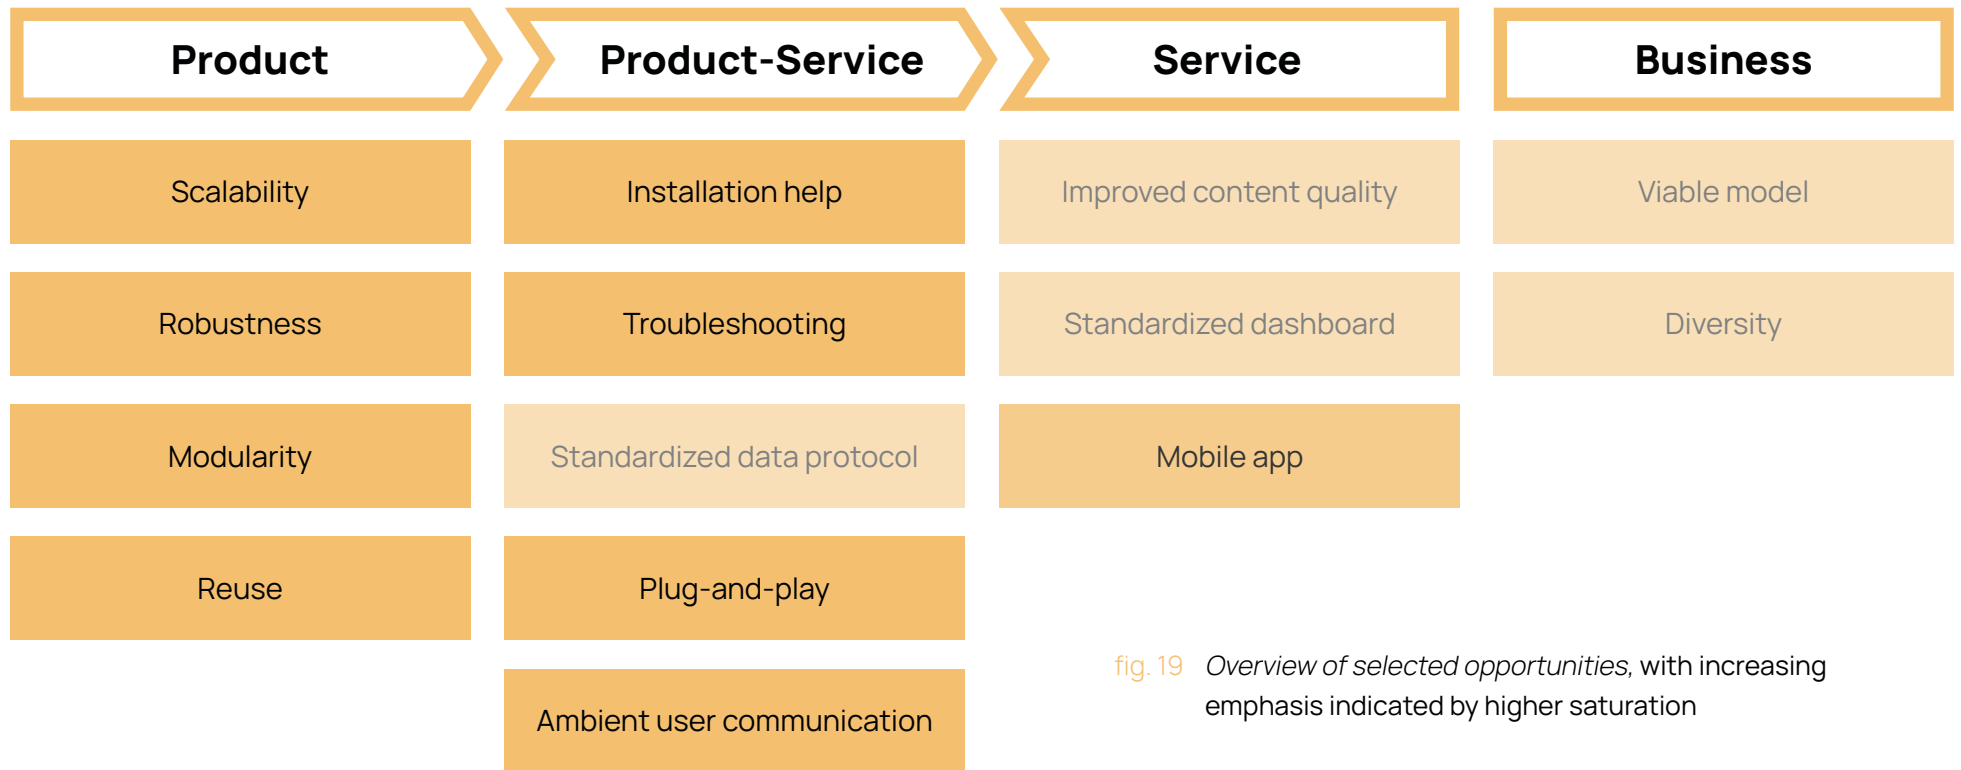 Product
Product-Service
Service
Business
Scalability
Installation help
Improved content quality
Viable model
Robustness
Troubleshooting
Standardized dashboard
Diversity
Modularity
Standardized data protocol
Mobile app
Reuse
Plug-and-play
Ambient user communication
fig. 19 Overview of selected opportunities, with increasing
emphasis indicated by higher saturation